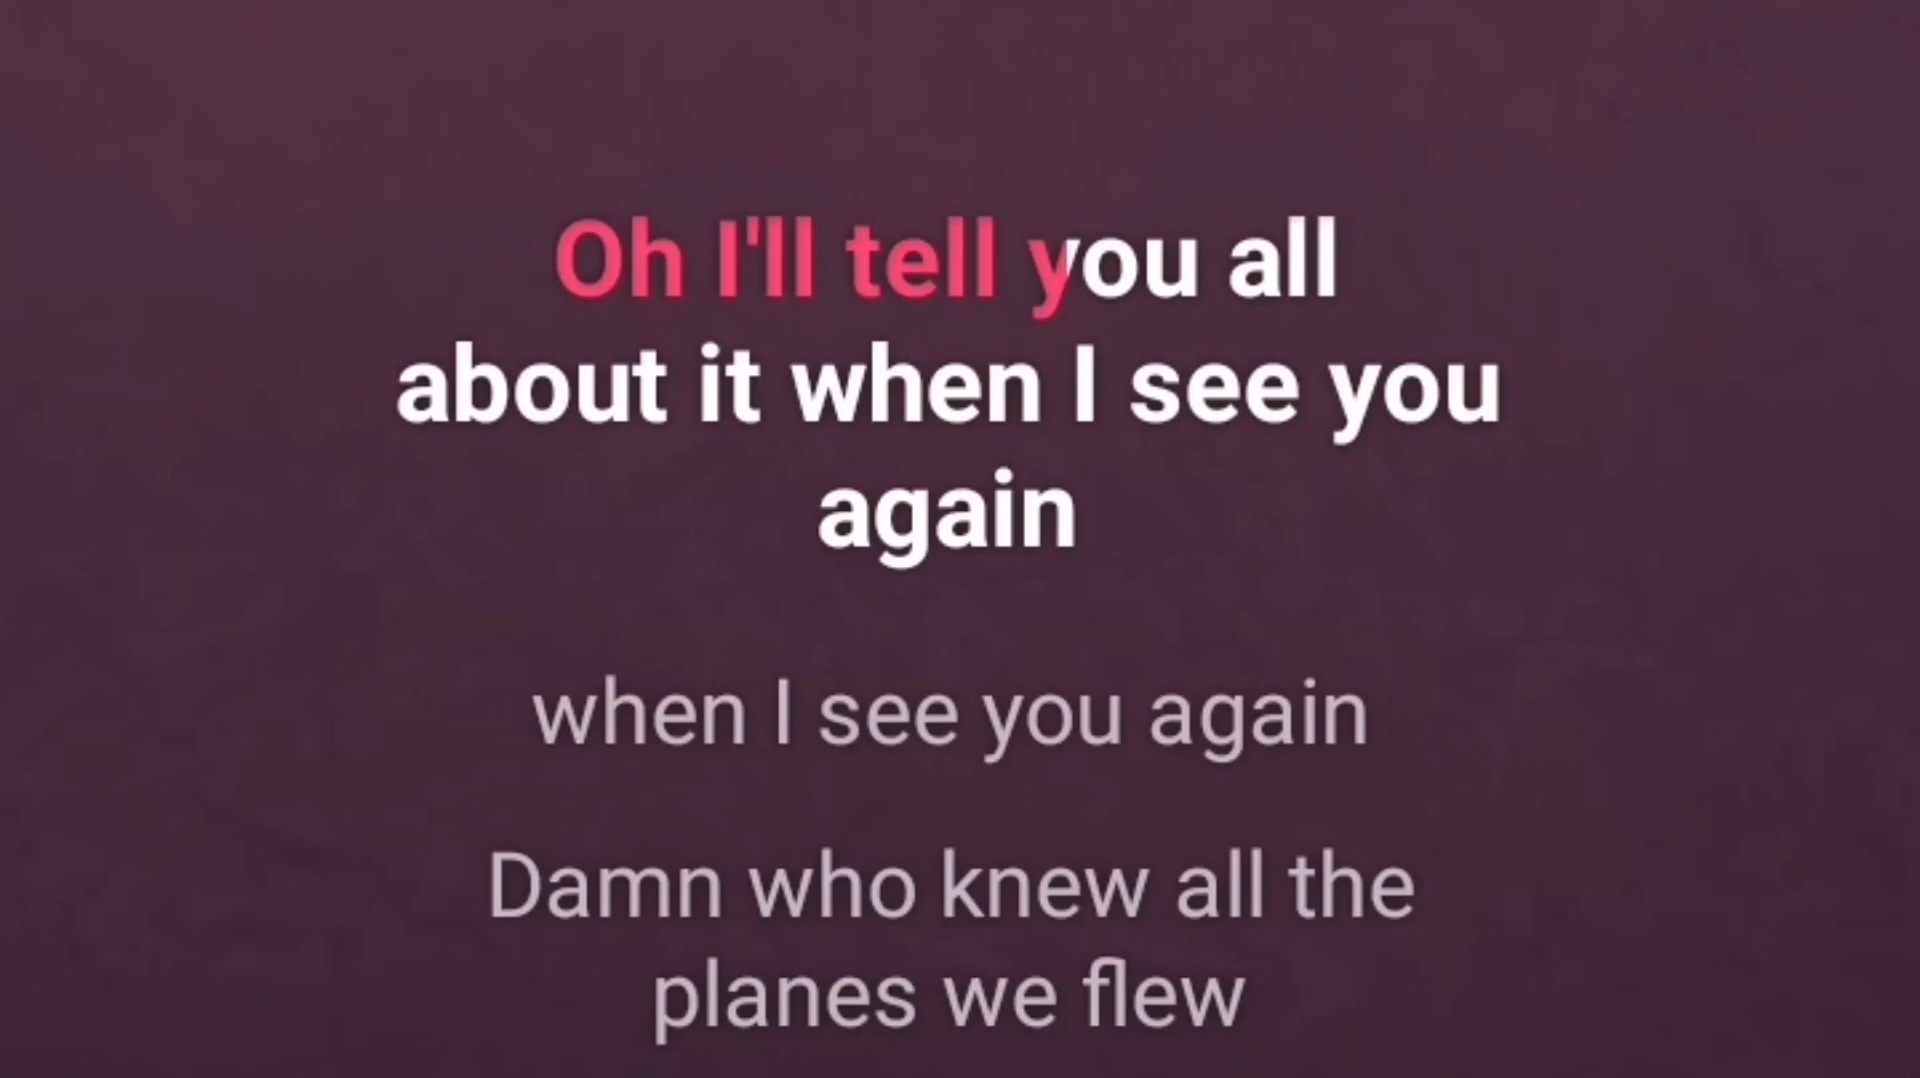 Oh I'll tell you all
about it when I see you
again
when I see you again
Damn who knew all the
planes we flew